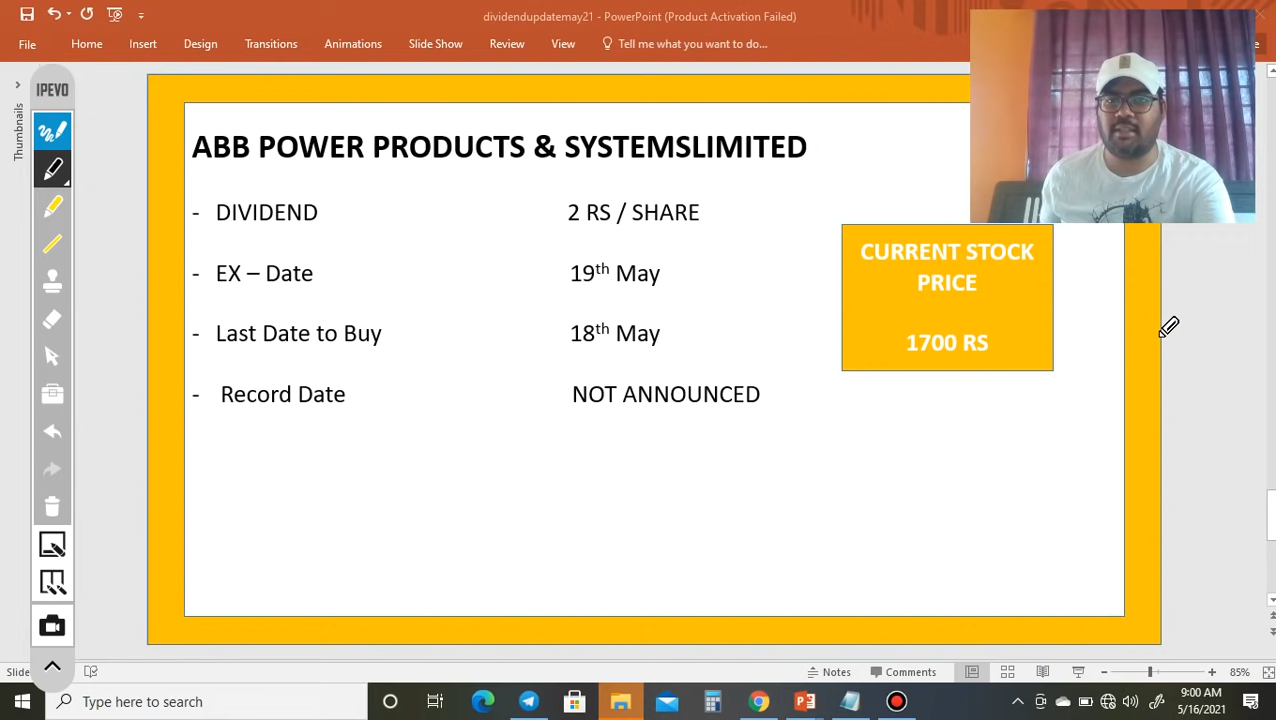 dividendupdatemay21 - PowerPoint (Product Activation Failed)
File Home Insert Design Transitions Animations Slide Show Review View Tell me what you want to do...
IPEVO
Thumbnails
ABB POWER PRODUCTS & SYSTEMSLIMITED
- DIVIDEND 2 RS / SHARE
- EX – Date 19th May
- Last Date to Buy 18th May
- Record Date NOT ANNOUNCED
CURRENT STOCK
PRICE
1700 RS
Notes Comments 85%
Type here to search
9:00 AM
5/16/2021